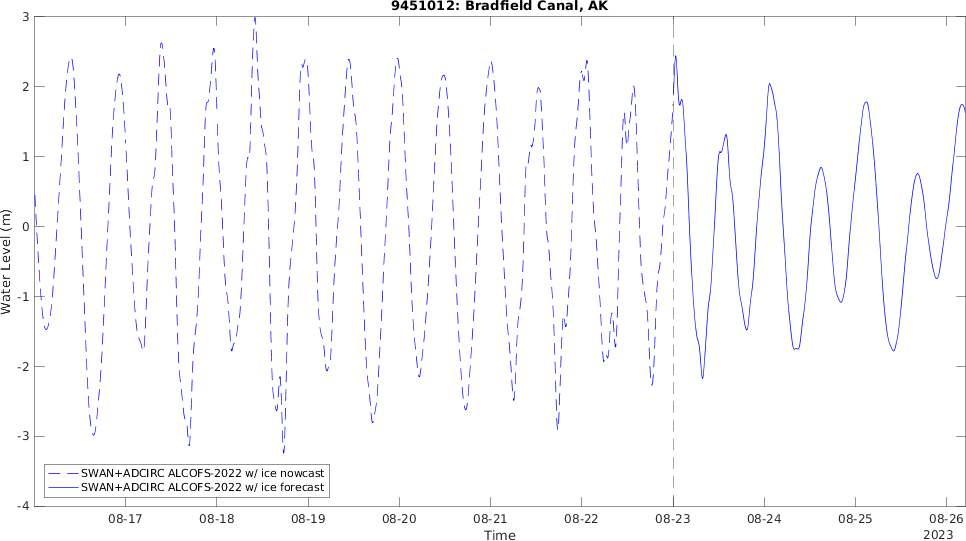 9451012: Bradfield Canal, AK
3
2
1
0
-1
-2
-3
-4
Water Level (m)
SWAN+ADCIRC ALCOFS-2022 w/ ice nowcast
SWAN+ADCIRC ALCOFS-2022 w/ ice forecast
08-17 08-18 08-19 08-20 08-21 08-22 08-23 08-24 08-25 08-26
Time
2023